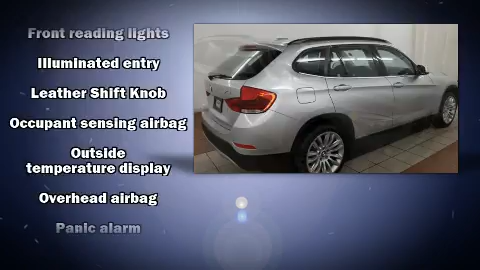 Front reading lights
Illuminated entry
Leather Shift Knob
Occupant sensing airbag
Outside
temperature display
Overhead airbag
Panic alarm